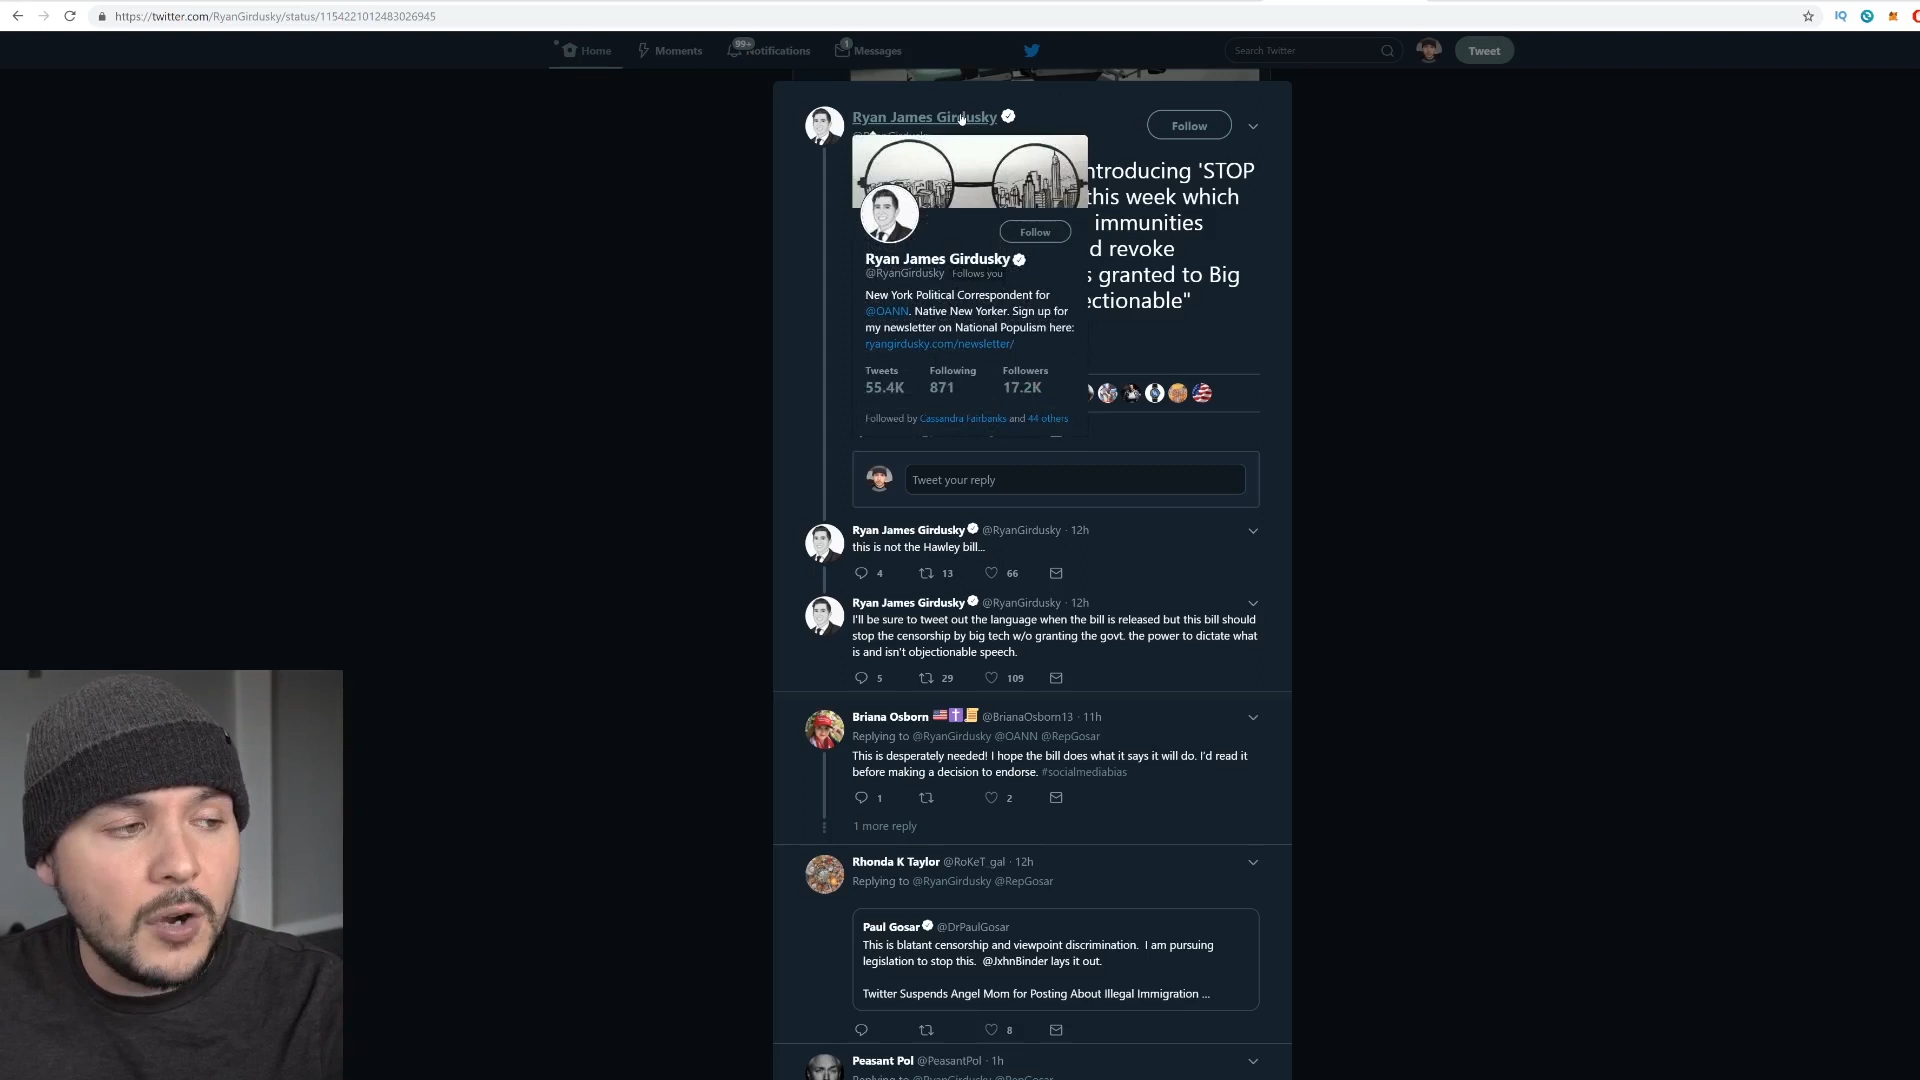 https://twitter.com/RyanGirdusky/status/1154221012483026945
Home
Moments
99+
Notifications
1
Messages
Search Twitter
Tweet
Ryan James Girdusky
Follow
ntroducing 'STOP
this week which
immunities
d revoke
s granted to Big
ectionable"
Follow
Ryan James Girdusky
@RyanGirdusky Follows you
New York Political Correspondent for
@OANN. Native New Yorker. Sign up for
my newsletter on National Populism here:
ryangirdusky.com/newsletter/
Tweets Following Followers
55.4K 871 17.2K
Followed by Cassandra Fairbanks and 44 others
Tweet your reply
Ryan James Girdusky @RyanGirdusky · 12h
this is not the Hawley bill...
4 13 66
Ryan James Girdusky @RyanGirdusky · 12h
I'll be sure to tweet out the language when the bill is released but this bill should
stop the censorship by big tech w/o granting the govt. the power to dictate what
is and isn't objectionable speech.
5 29 109
Briana Osborn @BrianaOsborn13 · 11h
Replying to @RyanGirdusky @OANN @RepGosar
This is desperately needed! I hope the bill does what it says it will do. I'd read it
before making a decision to endorse. #socialmediabias
1 2
1 more reply
Rhonda K Taylor @RoKeT_gal · 12h
Replying to @RyanGirdusky @RepGosar
Paul Gosar @DrPaulGosar
This is blatant censorship and viewpoint discrimination. I am pursuing
legislation to stop this. @JxhnBinder lays it out.
Twitter Suspends Angel Mom for Posting About Illegal Immigration ...
8
Peasant Pol @PeasantPol · 1h
Replying to @RyanGirdusky @RepGosar